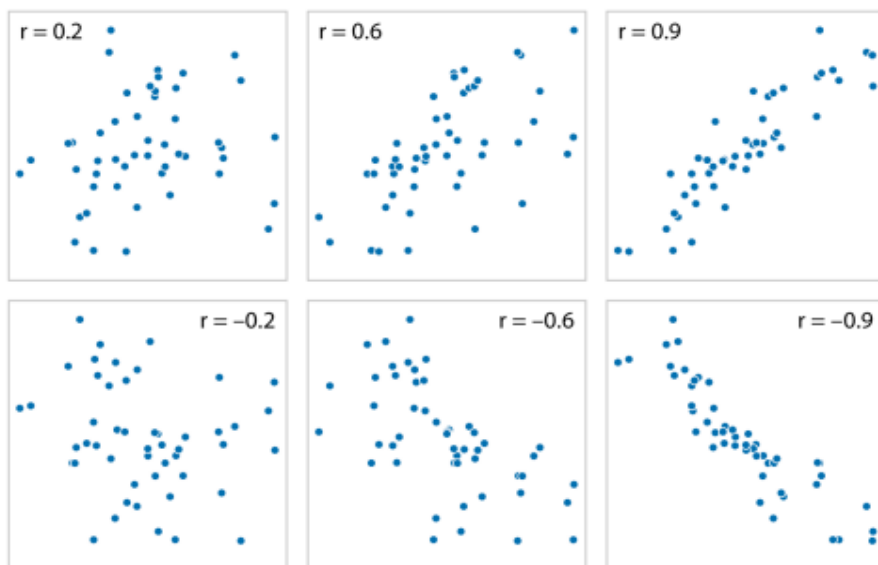 r = 0.2
r = 0.6
r = 0.9
r = −0.2
r = −0.6
r = −0.9